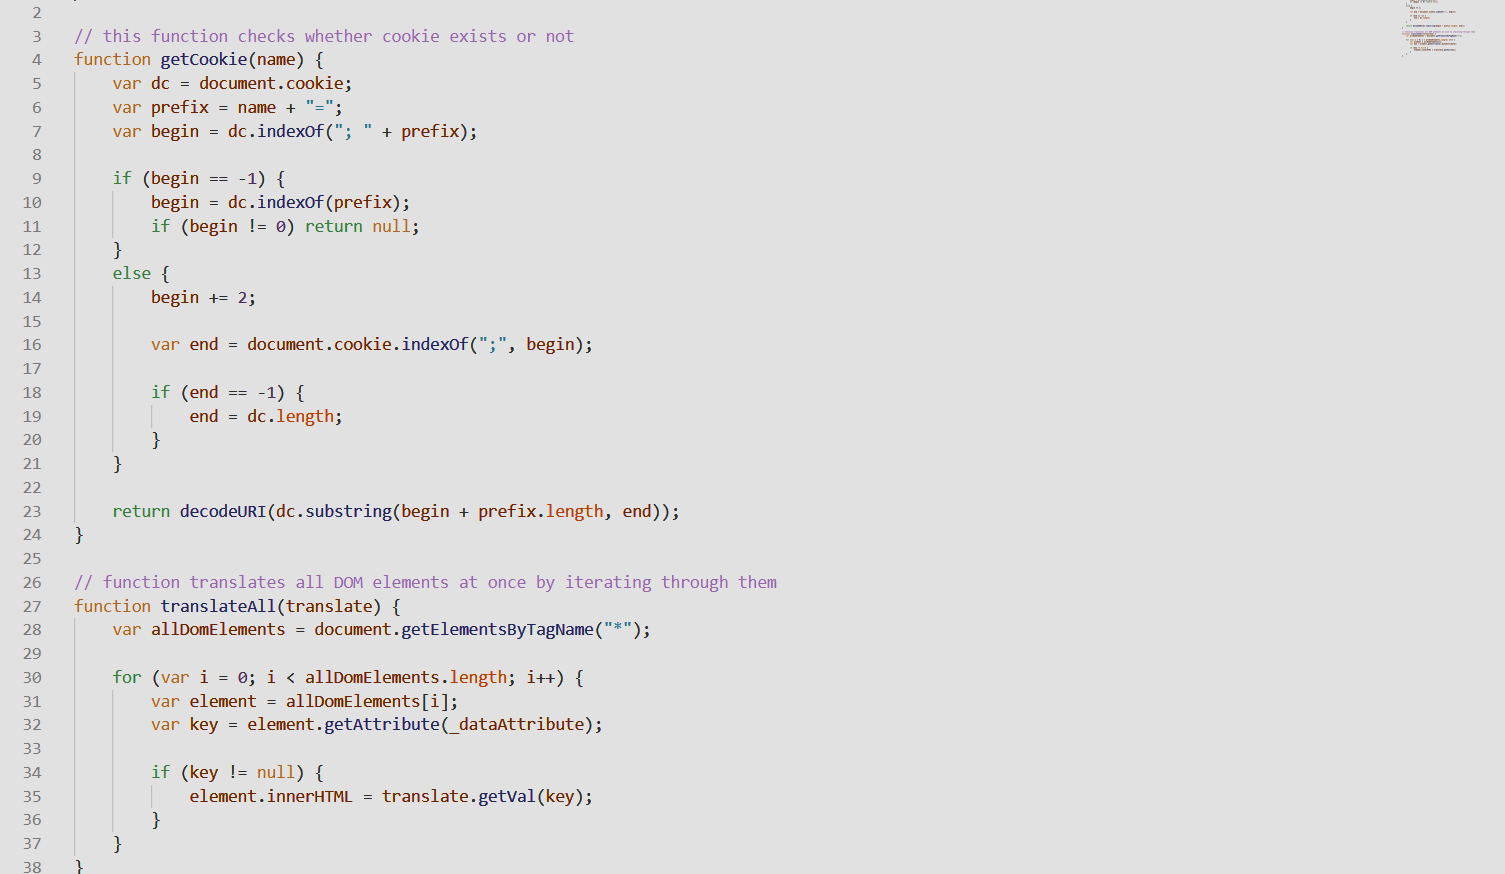 2
3 // this function checks whether cookie exists or not
4 function getCookie(name) {
5 var dc = document.cookie;
6 var prefix = name + "=";
7 var begin = dc.indexOf("; " + prefix);
8
9 if (begin == -1) {
10 begin = dc.indexOf(prefix);
11 if (begin != 0) return null;
12 }
13 else {
14 begin += 2;
15
16 var end = document.cookie.indexOf(";", begin);
17
18 if (end == -1) {
19 end = dc.length;
20 }
21 }
22
23 return decodeURI(dc.substring(begin + prefix.length, end));
24 }
25
26 // function translates all DOM elements at once by iterating through them
27 function translateAll(translate) {
28 var allDomElements = document.getElementsByTagName("*");
29
30 for (var i = 0; i < allDomElements.length; i++) {
31 var element = allDomElements[i];
32 var key = element.getAttribute(_dataAttribute);
33
34 if (key != null) {
35 element.innerHTML = translate.getVal(key);
36 }
37 }
38 }